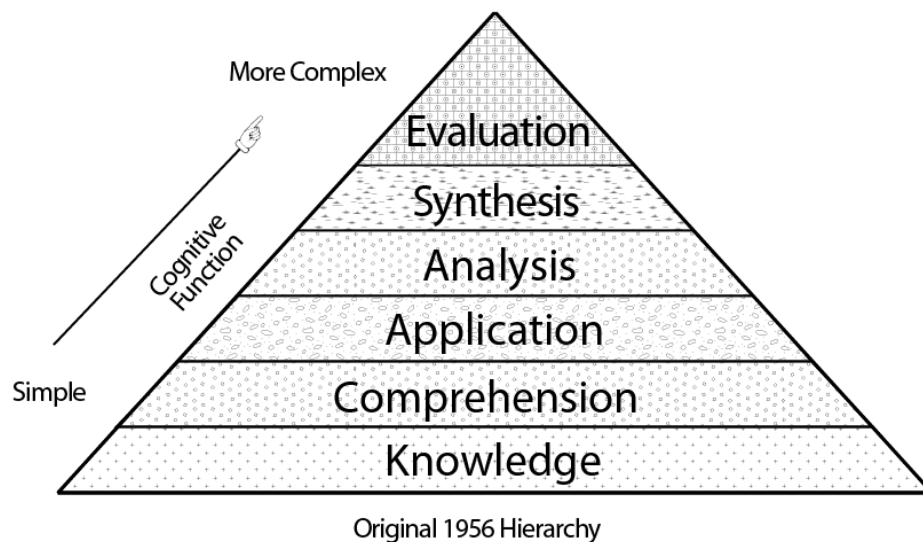 More Complex
Evaluation
Synthesis
Cognitive
Function
Analysis
Application
Simple
Comprehension
Knowledge
Original 1956 Hierarchy